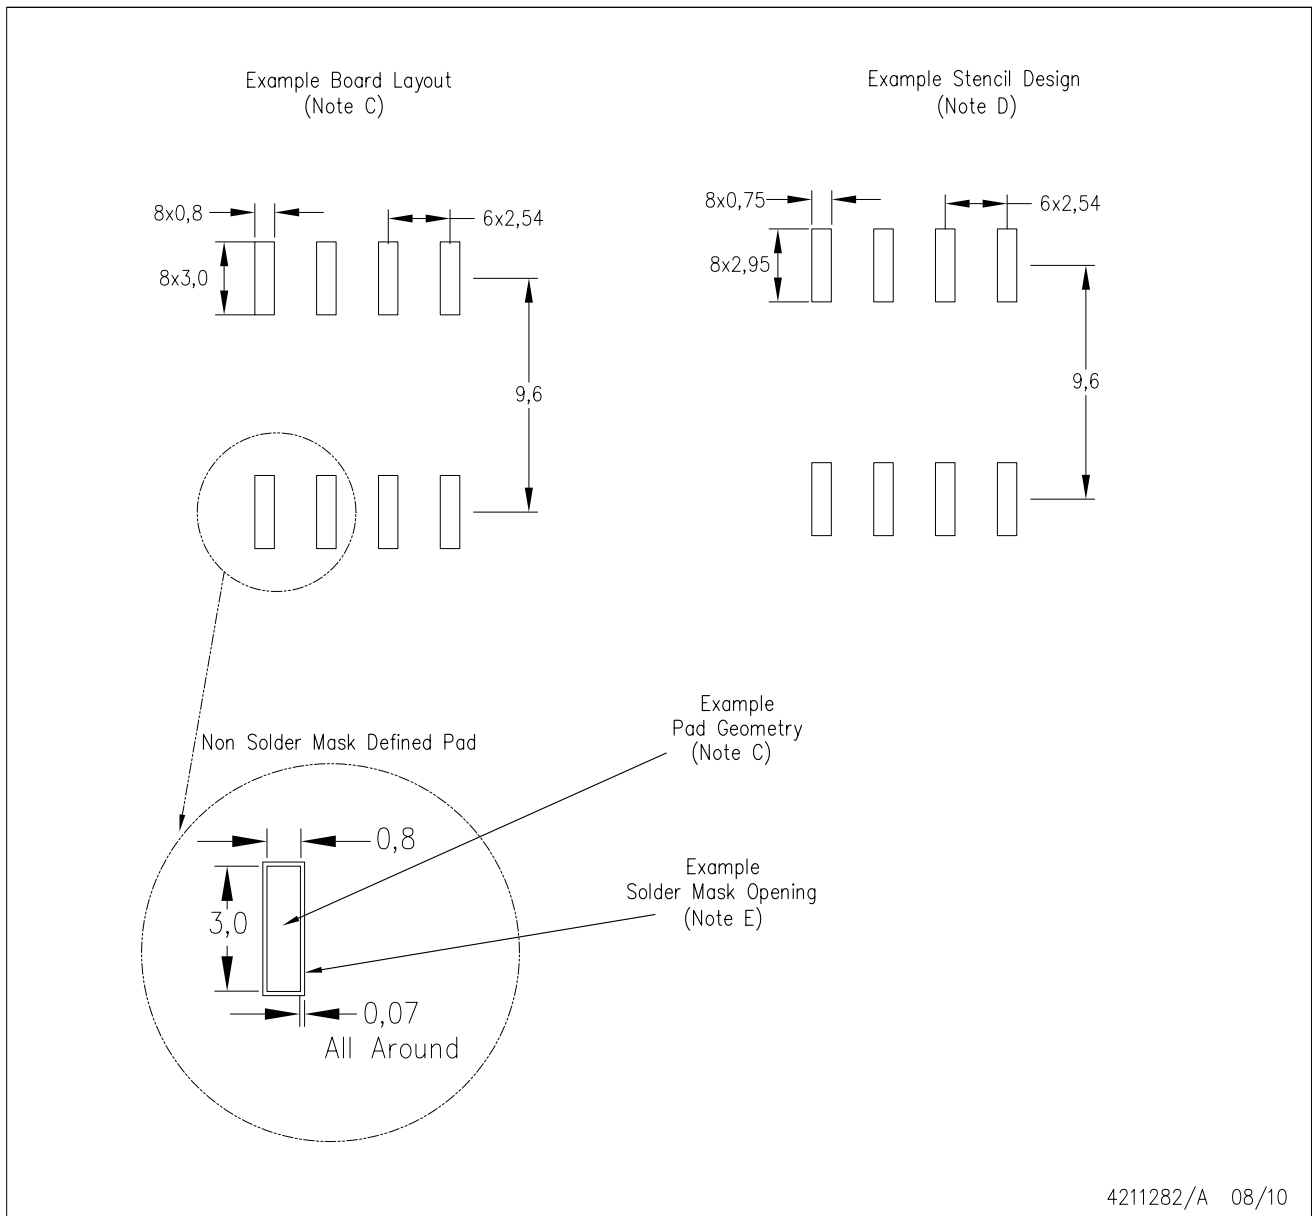 Example Board Layout
(Note C)
Example Stencil Design
(Note D)
8x0,8
6x2,54
8x3,0
9,6
8x0,75
6x2,54
8x2,95
9,6
Non Solder Mask Defined Pad
Example
Pad Geometry
(Note C)
0,8
3,0
Example
Solder Mask Opening
(Note E)
0,07
All Around
4211282/A 08/10